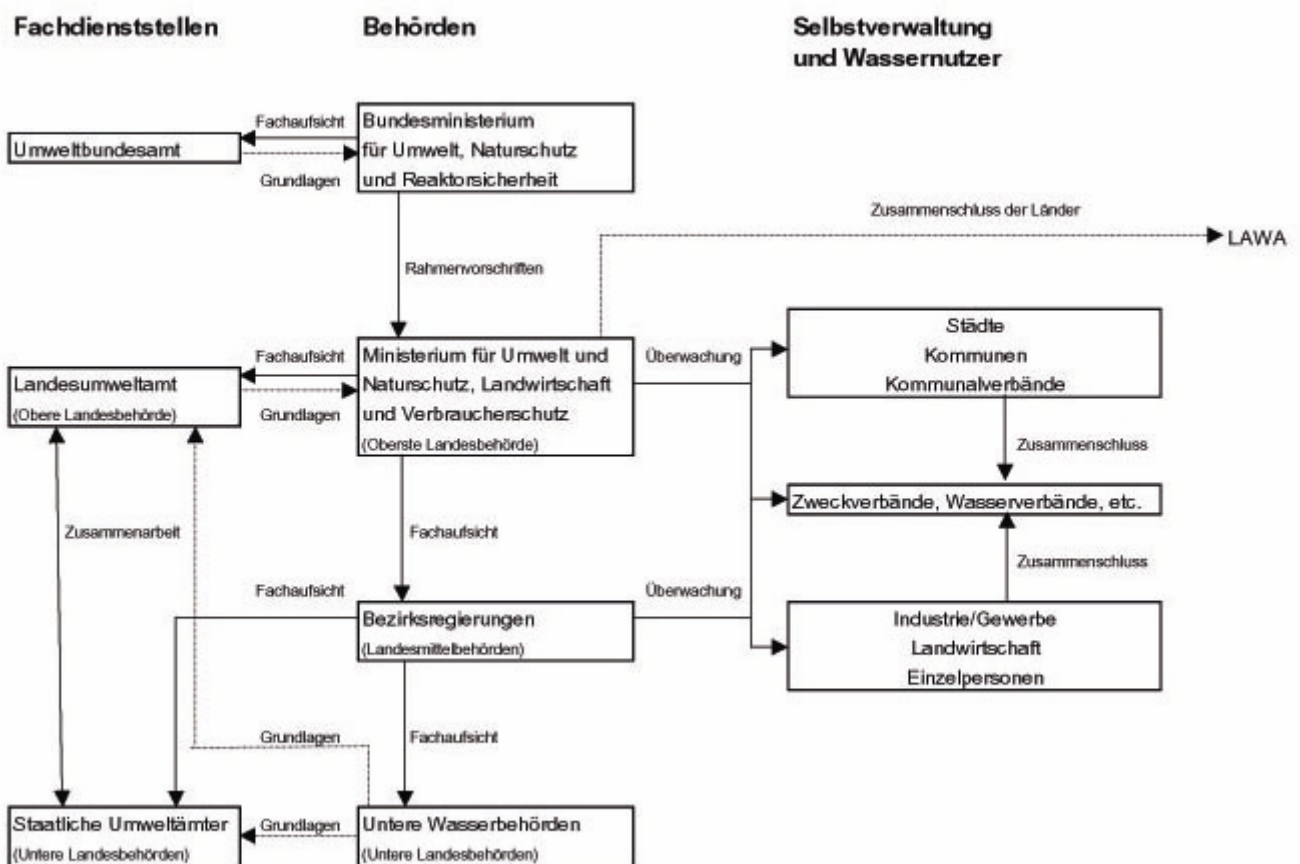 Fachdienststellen
Behörden
Selbstverwaltung
und Wassernutzer
Umweltbundesamt
Fachaufsicht
Grundlagen
Bundesministerium
für Umwelt, Naturschutz
und Reaktorsicherheit
Zusammenschluss der Länder
LAWA
Rahmenvorschriften
Landesumweltamt
(Obere Landesbehörde)
Fachaufsicht
Grundlagen
Ministerium für Umwelt und
Naturschutz, Landwirtschaft
und Verbraucherschutz
(Oberste Landesbehörde)
Überwachung
Städte
Kommunen
Kommunalverbände
Zusammenschluss
Zweckverbände, Wasserverbände, etc.
Zusammenarbeit
Fachaufsicht
Zusammenschluss
Fachaufsicht
Bezirksregierungen
(Landesmittelbehörden)
Überwachung
Industrie/Gewerbe
Landwirtschaft
Einzelpersonen
Grundlagen
Fachaufsicht
Staatliche Umweltämter
(Untere Landesbehörden)
Grundlagen
Untere Wasserbehörden
(Untere Landesbehörden)